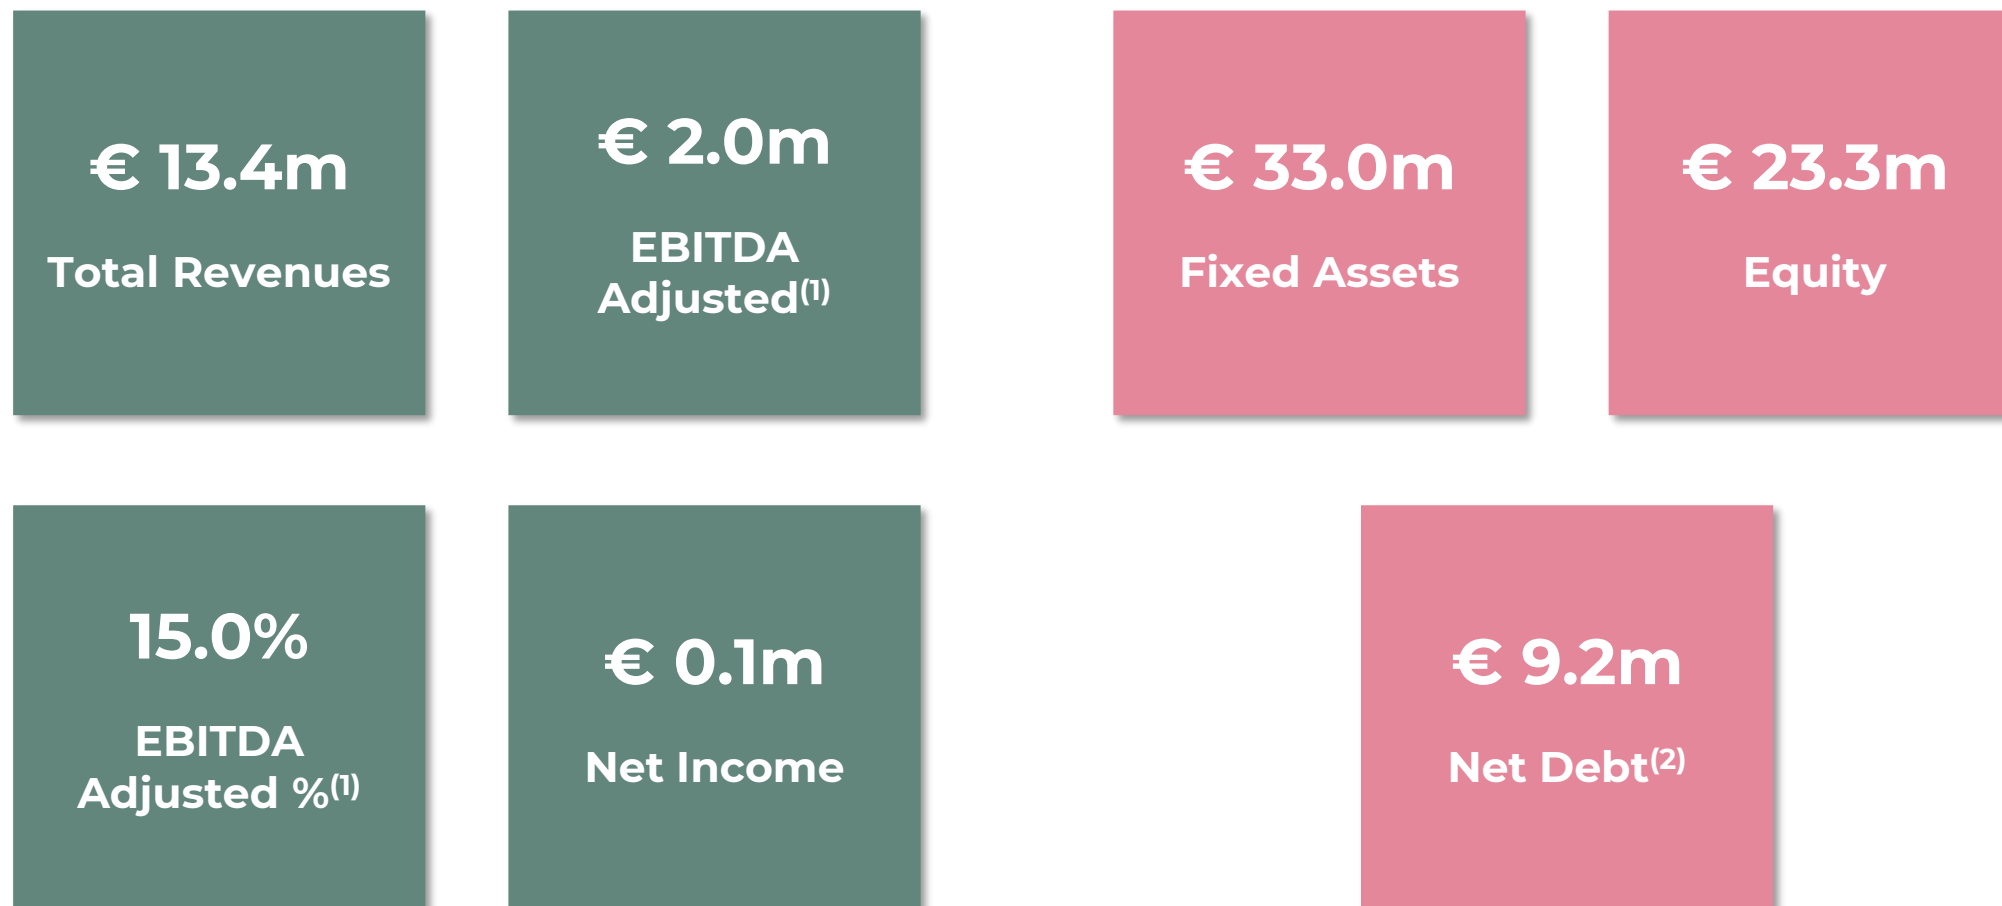 € 13.4m
Total Revenues
€ 2.0m
EBITDA
Adjusted(1)
€ 33.0m
Fixed Assets
€ 23.3m
Equity
15.0%
EBITDA
Adjusted %(1)
€ 0.1m
Net Income
€ 9.2m
Net Debt(2)